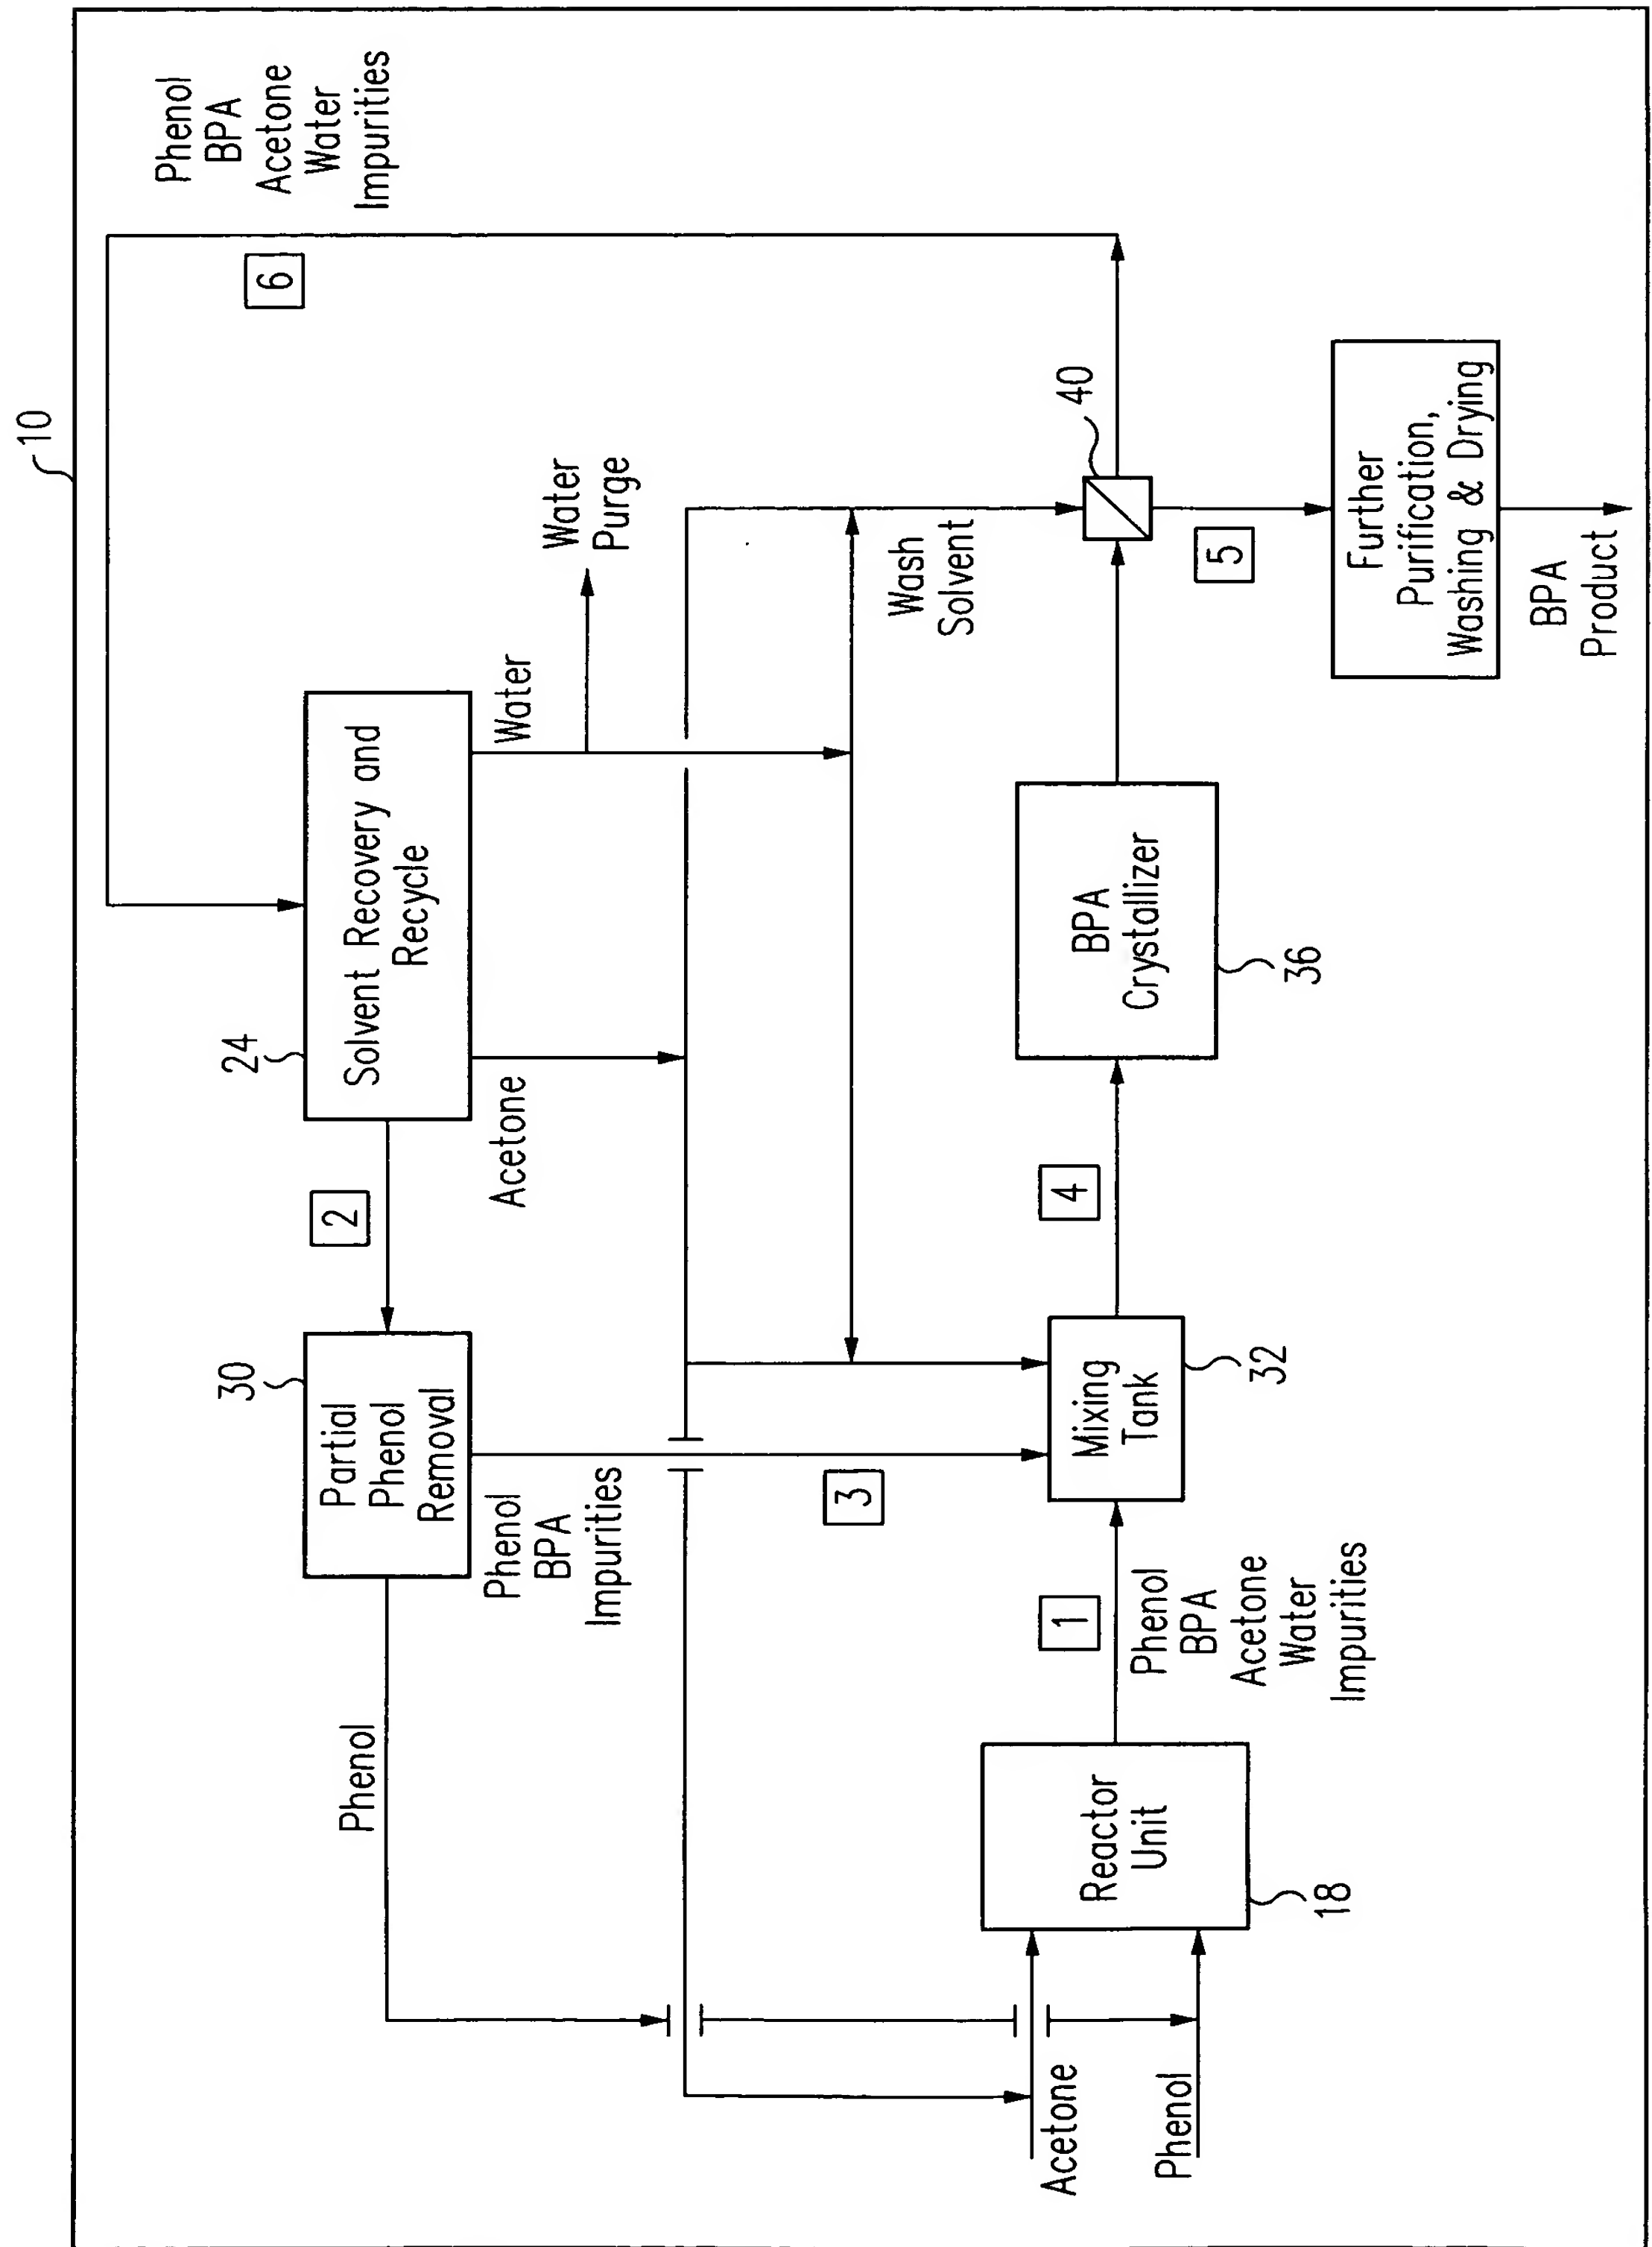 10
Phenol
BPA
Acetone
Water
Impurities
6
24
Solvent Recovery and
Recycle
2
30
Partial
Phenol
Removal
Phenol
Phenol
BPA
Impurities
Acetone
Water
Water
Purge
3
Wash
Solvent
40
Acetone
Phenol
Reactor
Unit
18
1
Phenol
BPA
Acetone
Water
Impurities
Mixing
Tank
32
4
BPA
Crystallizer
36
5
Further
Purification,
Washing & Drying
BPA
Product